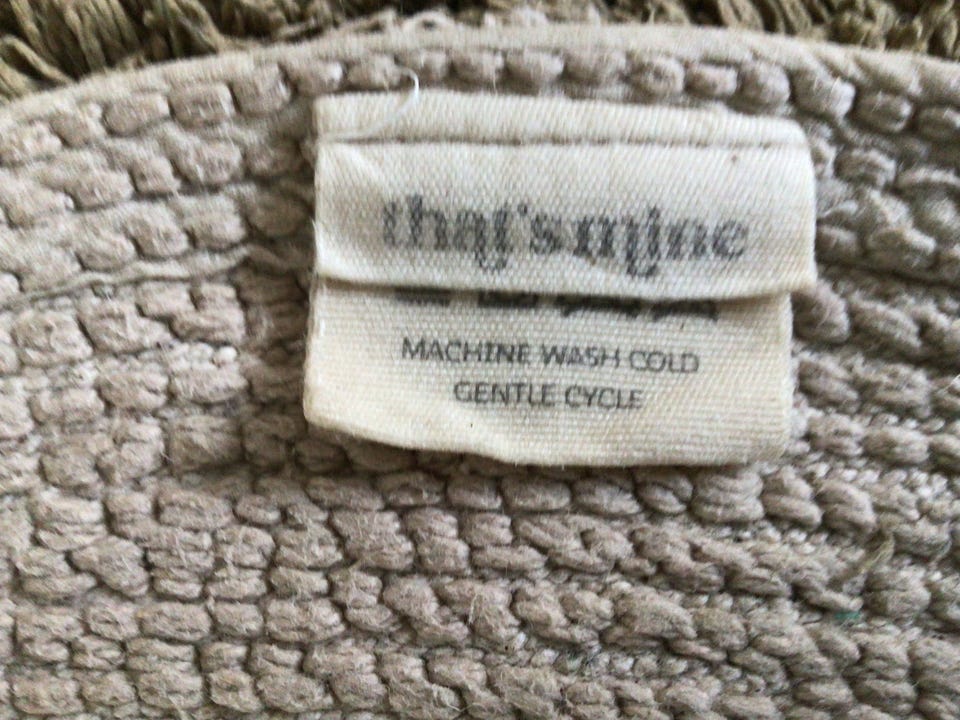 that's mine
MACHINE WASH COLD
GENTLE CYCLE